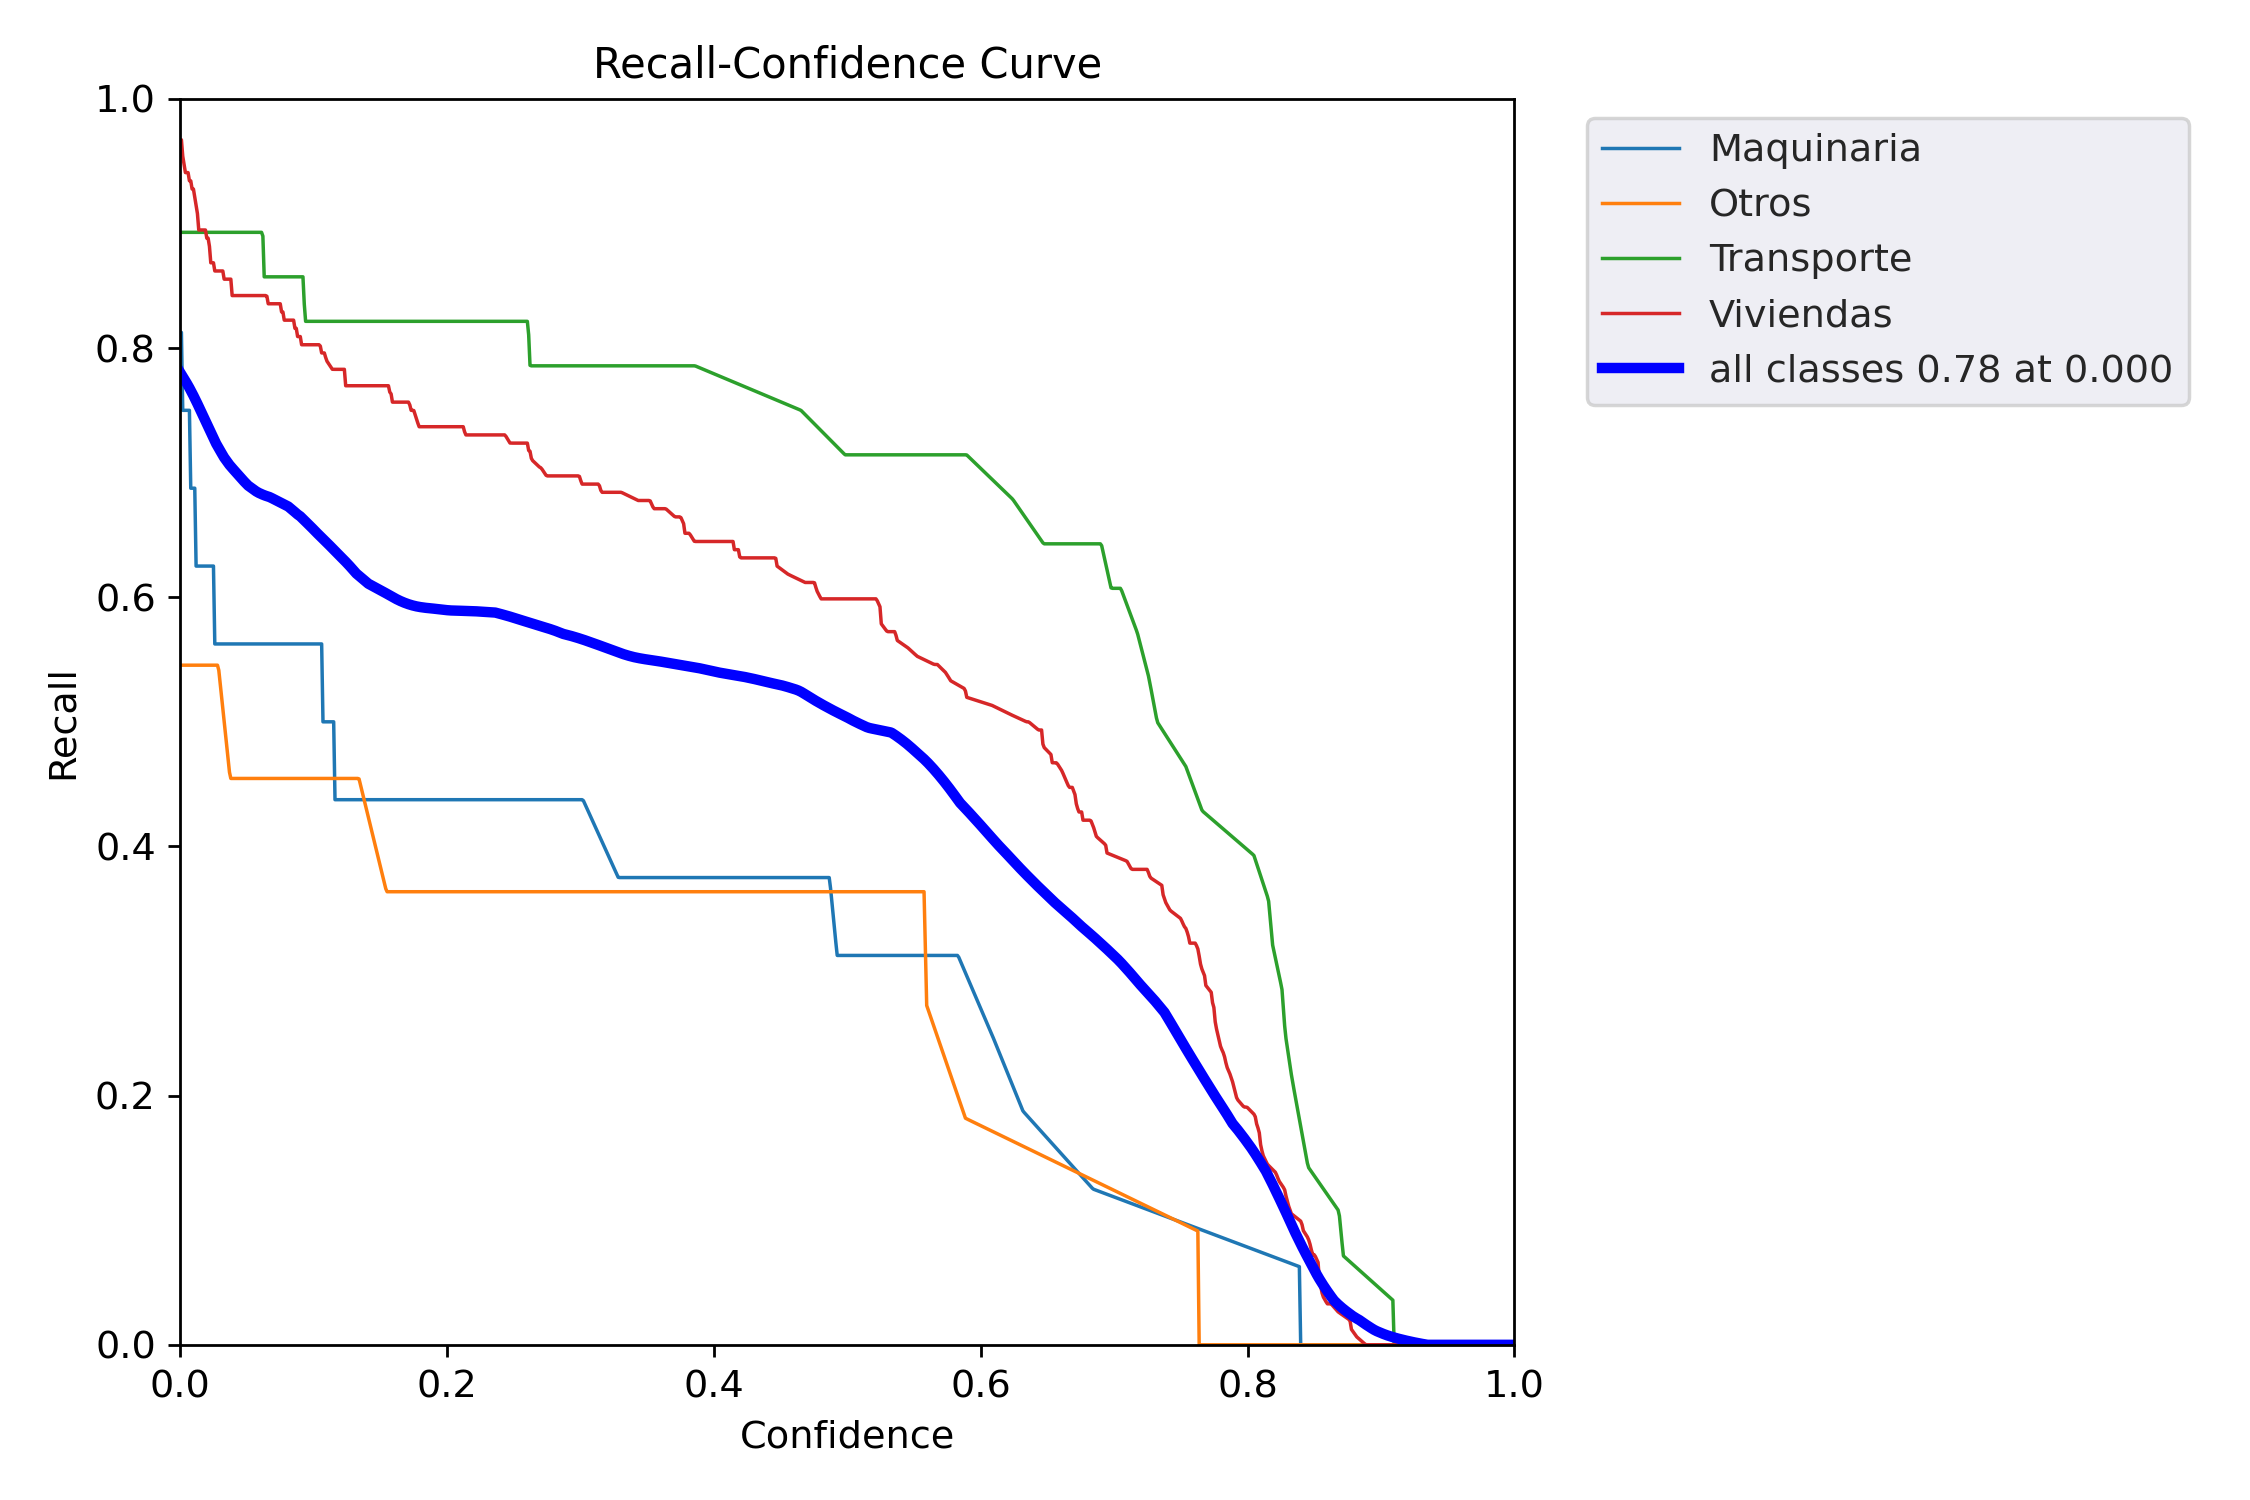 Recall-Confidence Curve
1.0
0.8
0.6
0.4
0.2
0.0
Recall
0.0 0.2 0.4 0.6 0.8 1.0
Confidence
Maquinaria
Otros
Transporte
Viviendas
all classes 0.78 at 0.000